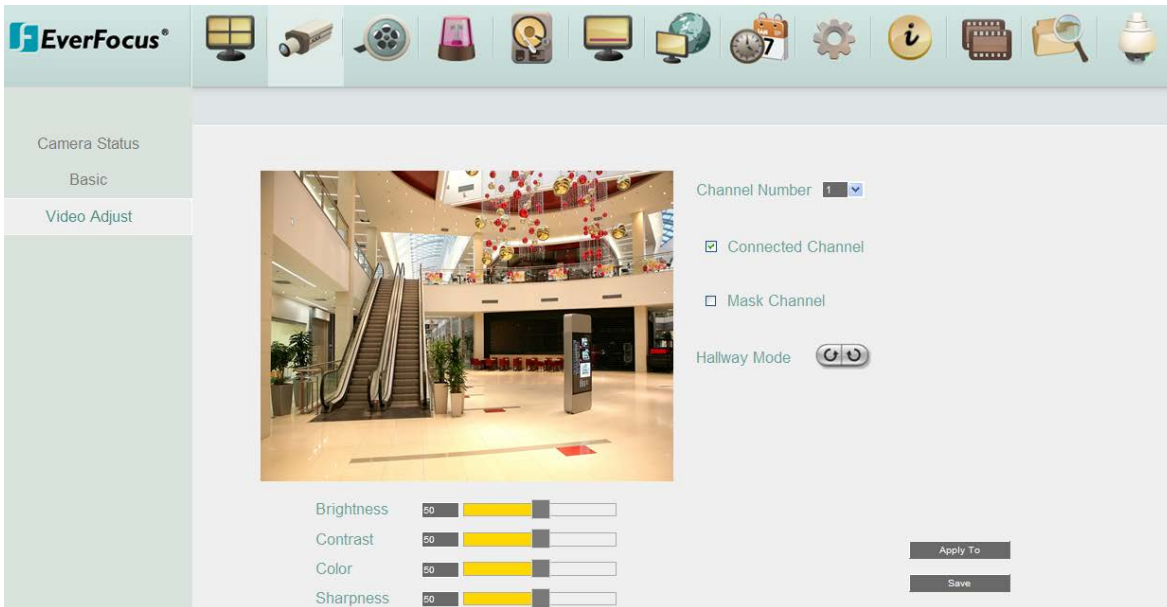 EverFocus®
7
i
Camera Status
Basic
Video Adjust
Channel Number 1
Connected Channel
Mask Channel
Hallway Mode
Brightness 50
Contrast 50
Color 50
Sharpness 50
Apply To
Save